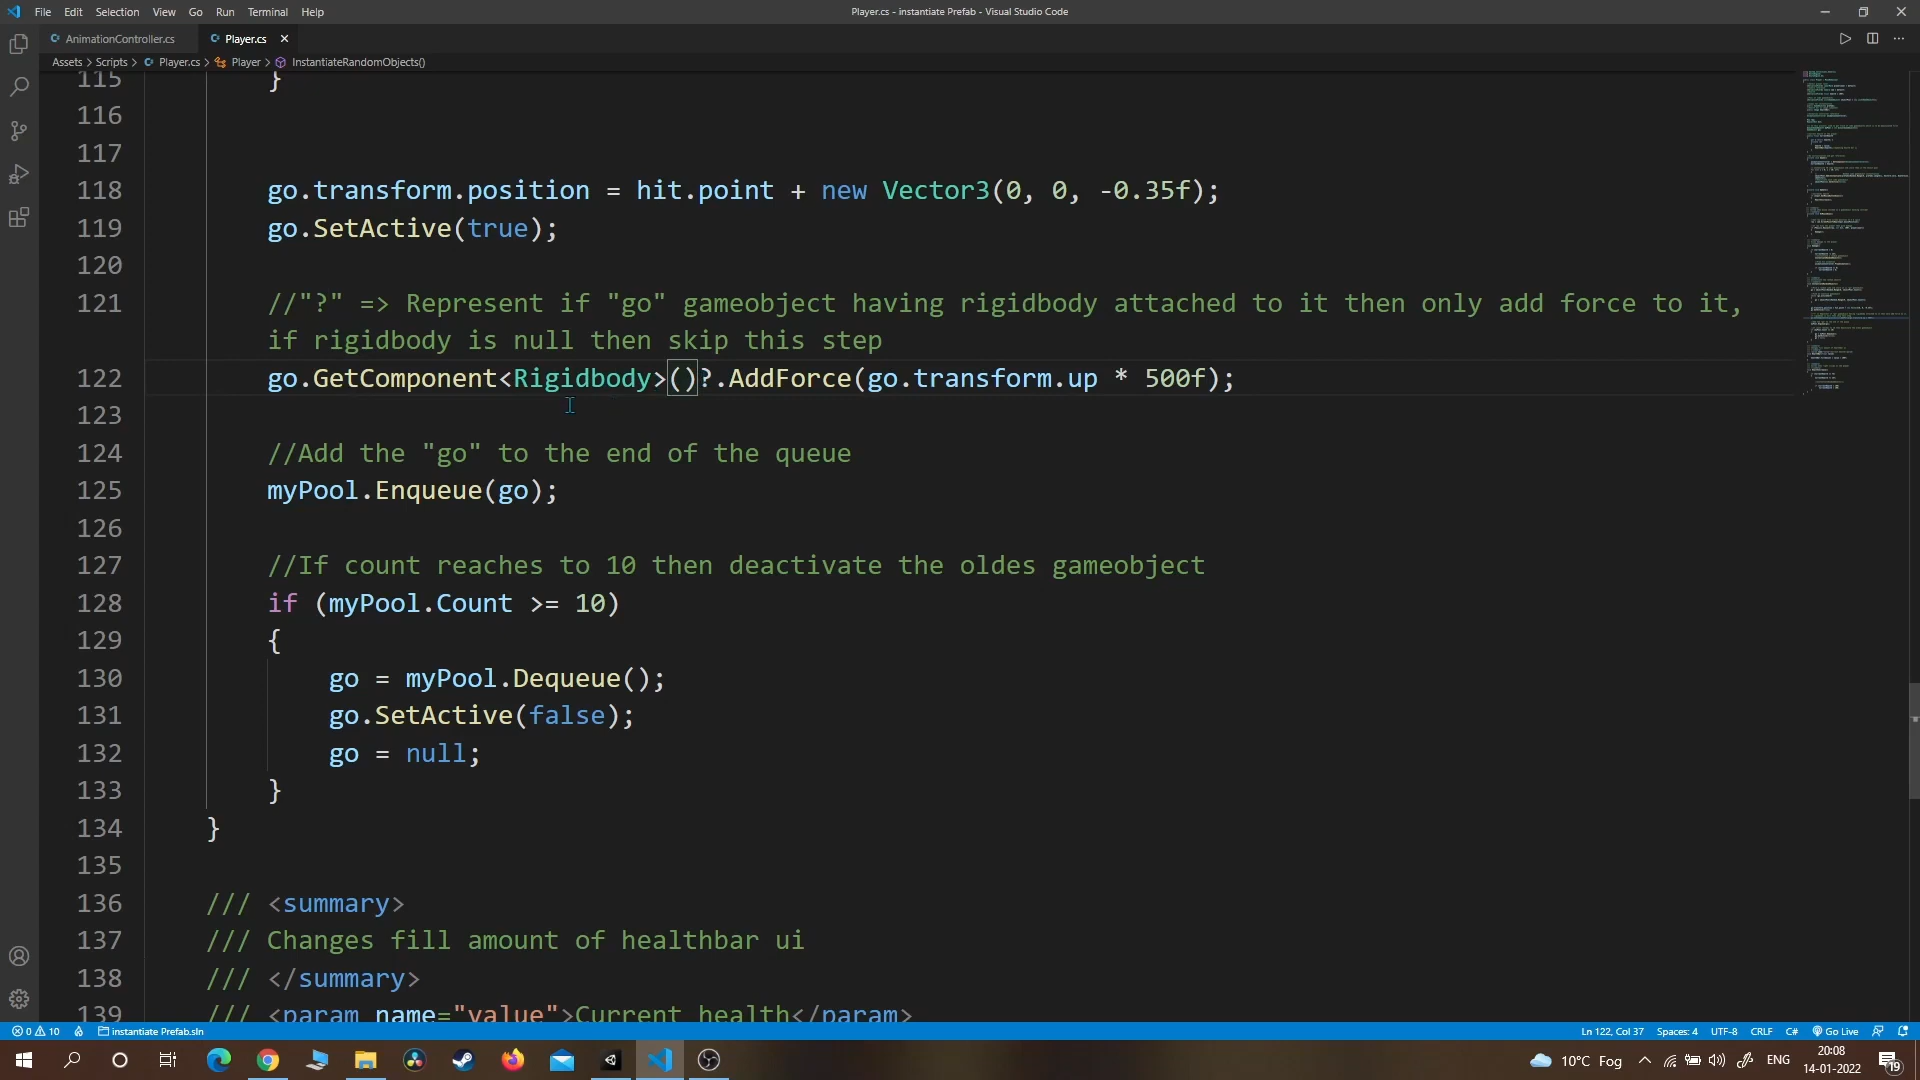 File Edit Selection View Go Run Terminal Help
Player.cs - instantiate Prefab - Visual Studio Code
AnimationController.cs
Player.cs
Assets > Scripts > Player.cs > Player > InstantiateRandomObjects()
115 }
116
117
118 go.transform.position = hit.point + new Vector3(0, 0, -0.35f);
119 go.SetActive(true);
120
121 //"?" => Represent if "go" gameobject having rigidbody attached to it then only add force to it,
if rigidbody is null then skip this step
122 go.GetComponent<Rigidbody>()?.AddForce(go.transform.up * 500f);
123
124 //Add the "go" to the end of the queue
125 myPool.Enqueue(go);
126
127 //If count reaches to 10 then deactivate the oldes gameobject
128 if (myPool.Count >= 10)
129 {
130 go = myPool.Dequeue();
131 go.SetActive(false);
132 go = null;
133 }
134 }
135
136 /// <summary>
137 /// Changes fill amount of healthbar ui
138 /// </summary>
139 /// <param name="value">Current health</param>
0 10 instantiate Prefab.sln
Ln 122, Col 37 Spaces: 4 UTF-8 CRLF C# Go Live
10°C Fog
ENG
20:08
14-01-2022
19